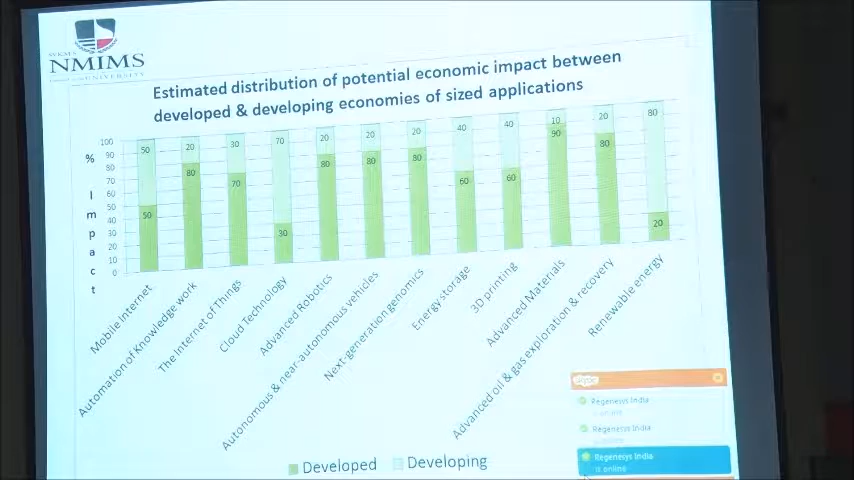 NMIMS
UNIVERSITY
Estimated distribution of potential economic impact between
developed & developing economies of sized applications
% Impact
100
90
80
70
60
50
40
30
20
10
0
50 20 30 70 20 20 20 40 40 10 20 80
50 80 70 30 80 80 80 60 60 90 80 20
Mobile Internet
Automation of Knowledge work
The Internet of Things
Cloud Technology
Advanced Robotics
Autonomous & near-autonomous vehicles
Next-generation genomics
Energy storage
3D printing
Advanced Materials
Advanced oil & gas exploration & recovery
Renewable energy
Developed Developing
Skype
Regenesys India
Regenesys India
Regenesys India
is online